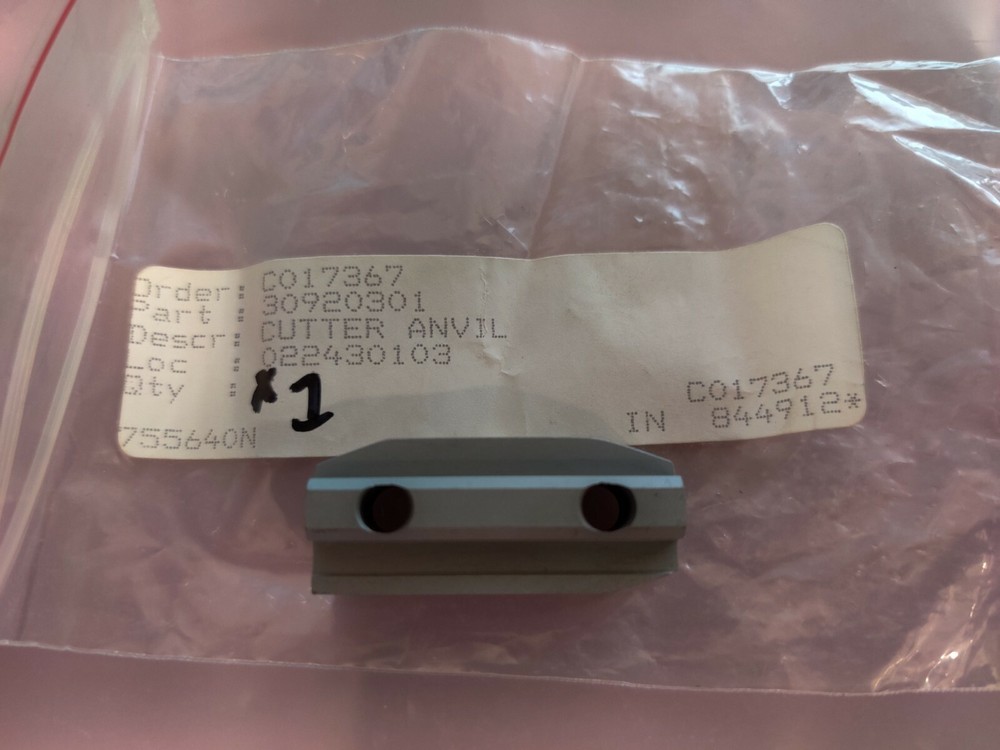 Order : C017367
Part : 30920301
Descr : CUTTER ANVIL
Loc : 022430103
Qty : x 1
C017367
755640N IN 844912*